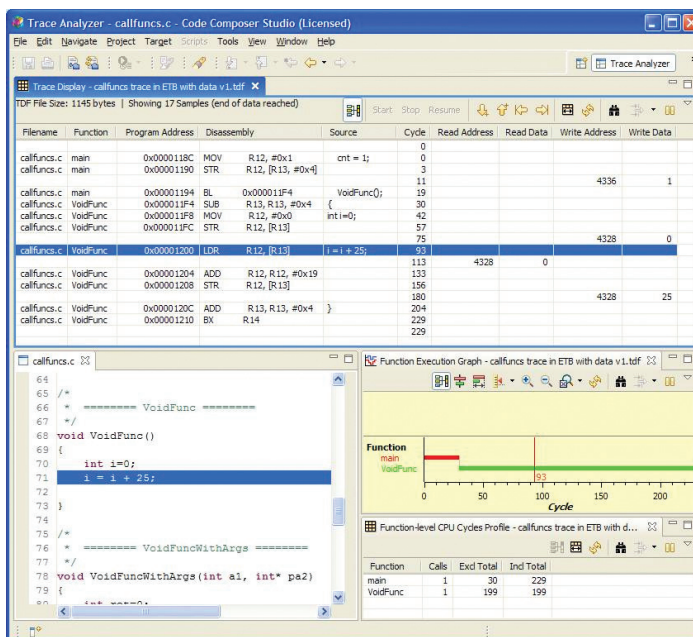 Trace Analyzer - callfuncs.c - Code Composer Studio (Licensed)
File Edit Navigate Project Target Scripts Tools View Window Help
Trace Analyzer
Trace Display - callfuncs trace in ETB with data v1.tdf
TDF File Size: 1145 bytes | Showing 17 Samples (end of data reached)
Start Stop Resume
Filename Function Program Address Disassembly Source Cycle Read Address Read Data Write Address Write Data
0
callfuncs.c main 0x0000118C MOV R12, #0x1 cnt = 1; 0
callfuncs.c main 0x00001190 STR R12, [R13, #0x4] 3
11 4336 1
callfuncs.c main 0x00001194 BL 0x000011F4 VoidFunc(); 19
callfuncs.c VoidFunc 0x000011F4 SUB R13, R13, #0x4 { 30
callfuncs.c VoidFunc 0x000011F8 MOV R12, #0x0 int i=0; 42
callfuncs.c VoidFunc 0x000011FC STR R12, [R13] 57
75 4328 0
callfuncs.c VoidFunc 0x00001200 LDR R12, [R13] i = i + 25; 93
113 4328 0
callfuncs.c VoidFunc 0x00001204 ADD R12, R12, #0x19 133
callfuncs.c VoidFunc 0x00001208 STR R12, [R13] 156
180 4328 25
callfuncs.c VoidFunc 0x0000120C ADD R13, R13, #0x4 } 204
callfuncs.c VoidFunc 0x00001210 BX R14 229
229
callfuncs.c
64
65 /*
66 * ======== VoidFunc ========
67 */
68 void VoidFunc()
69 {
70 int i=0;
71 i = i + 25;
72
73 }
74
75 /*
76 * ======== VoidFuncWithArgs ========
77 */
78 void VoidFuncWithArgs(int a1, int* pa2)
79 {
80 int ret=0;
Function Execution Graph - callfuncs trace in ETB with data v1.tdf
Function
main
VoidFunc
93
0 50 100 150 200
Cycle
Function-level CPU Cycles Profile - callfuncs trace in ETB with d...
Function Calls Excl Total Incl Total
main 1 30 229
VoidFunc 1 199 199